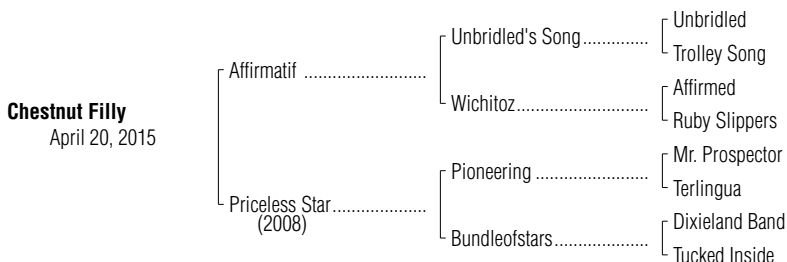 Unbridled
Unbridled's Song..............
Trolley Song
Affirmatif ........................
Affirmed
Wichitoz.........................
Ruby Slippers
Chestnut Filly
April 20, 2015
Mr. Prospector
Pioneering .....................
Terlingua
Priceless Star...................
(2008)
Dixieland Band
Bundleofstars...................
Tucked Inside